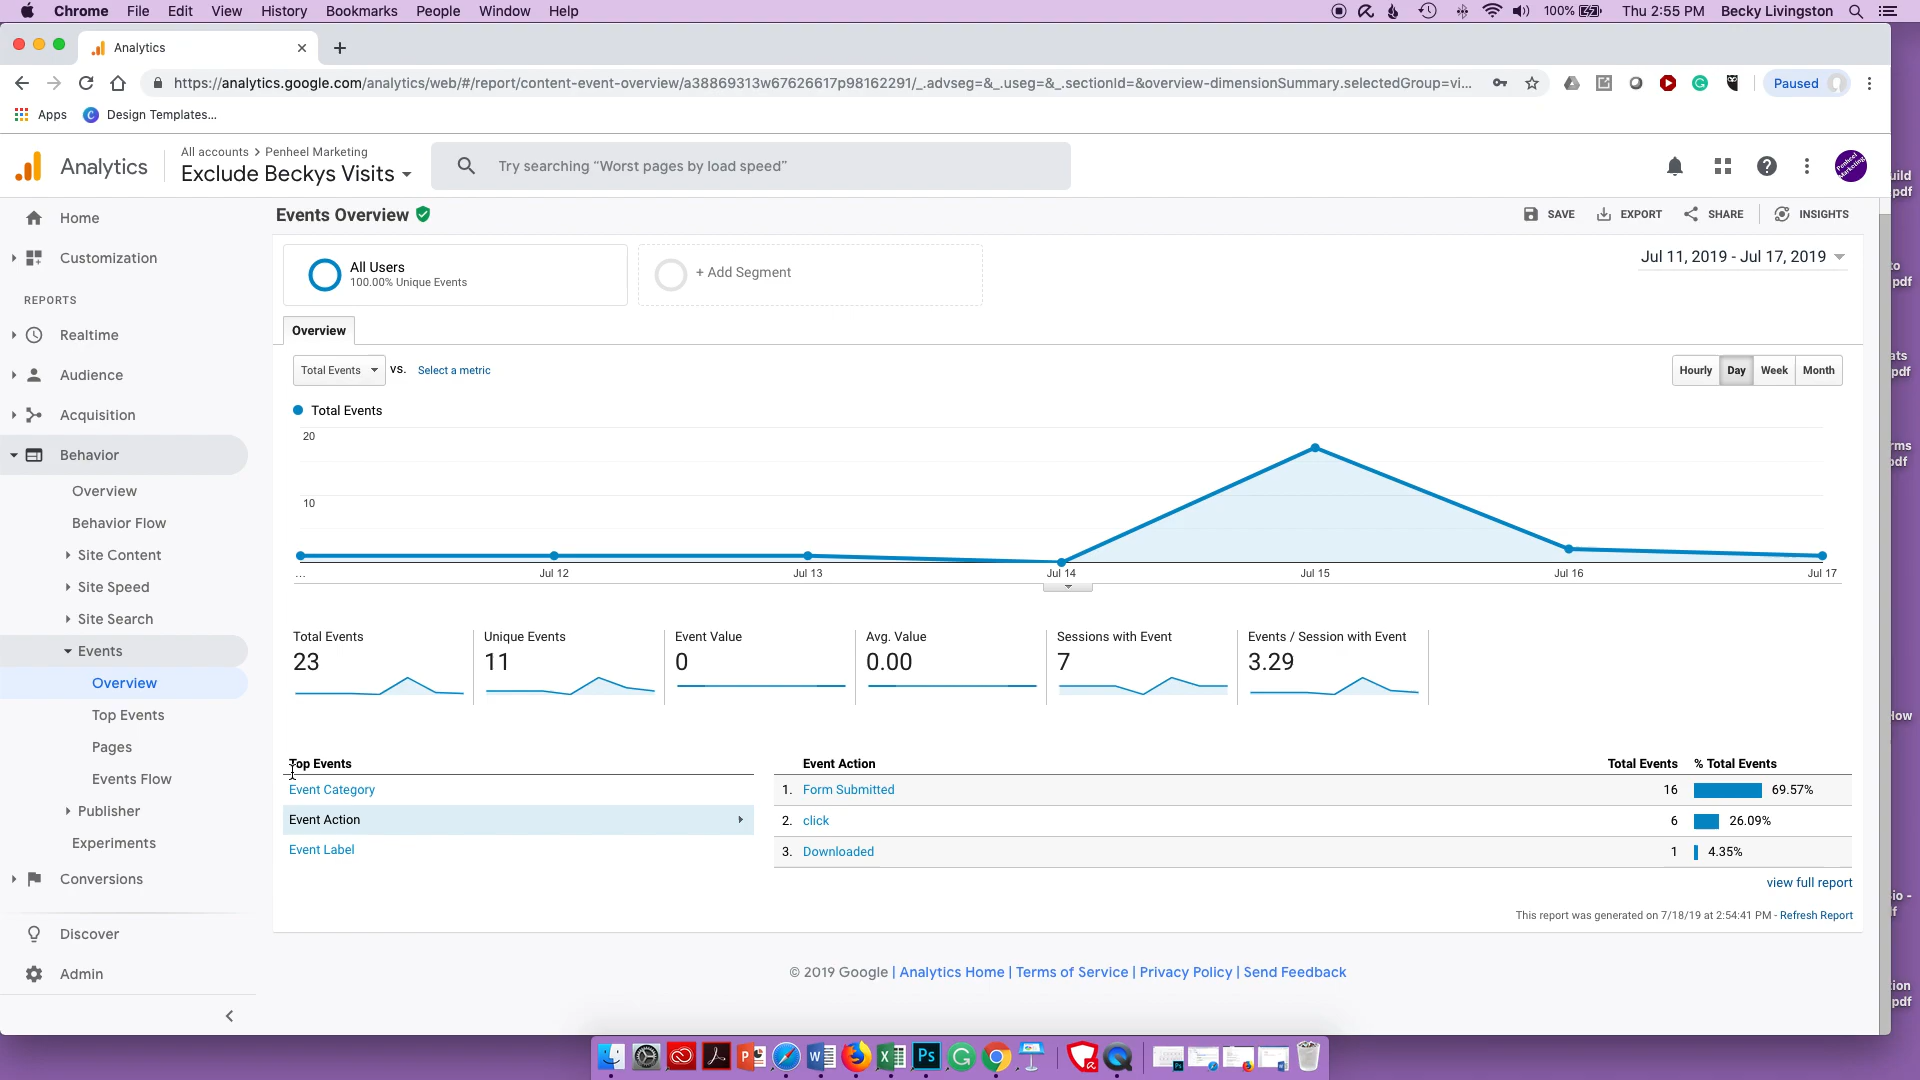 Chrome File Edit View History Bookmarks People Window Help 100% Thu 2:55 PM Becky Livingston
Analytics
https://analytics.google.com/analytics/web/#/report/content-event-overview/a38869313w67626617p98162291/_.advseg=&_.useg=&_.sectionId=&overview-dimensionSummary.selectedGroup=vi... Paused
Apps Design Templates...
Analytics
All accounts > Penheel Marketing
Exclude Beckys Visits
Try searching “Worst pages by load speed”
Penheel Marketing
Home
Customization
REPORTS
Realtime
Audience
Acquisition
Behavior
Overview
Behavior Flow
Site Content
Site Speed
Site Search
Events
Overview
Top Events
Pages
Events Flow
Publisher
Experiments
Conversions
Discover
Admin
Events Overview
SAVE EXPORT SHARE INSIGHTS
All Users
100.00% Unique Events
+ Add Segment
Jul 11, 2019 - Jul 17, 2019
Overview
Total Events VS. Select a metric
Hourly Day Week Month
Total Events
20
10
... Jul 12 Jul 13 Jul 14 Jul 15 Jul 16 Jul 17
Total Events
23
Unique Events
11
Event Value
0
Avg. Value
0.00
Sessions with Event
7
Events / Session with Event
3.29
Top Events
Event Category
Event Action
Event Label
Event Action Total Events % Total Events
1. Form Submitted 16 69.57%
2. click 6 26.09%
3. Downloaded 1 4.35%
view full report
This report was generated on 7/18/19 at 2:54:41 PM - Refresh Report
© 2019 Google | Analytics Home | Terms of Service | Privacy Policy | Send Feedback